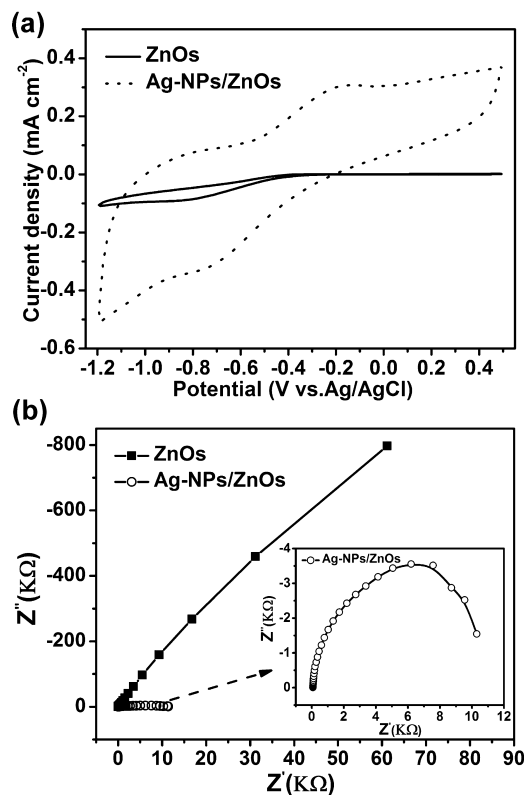 (a)
ZnOs
Ag-NPs/ZnOs
Current density (mA cm-2)
0.4
0.2
0.0
-0.2
-0.4
-0.6
-1.2 -1.0 -0.8 -0.6 -0.4 -0.2 0.0 0.2 0.4
Potential (V vs.Ag/AgCl)
(b)
ZnOs
Ag-NPs/ZnOs
Z''(KΩ)
-800
-600
-400
-200
0
0 10 20 30 40 50 60 70 80 90
Z'(KΩ)
Ag-NPs/ZnOs
Z''(KΩ)
-4
-3
-2
-1
0
0 2 4 6 8 10 12
Z'(KΩ)